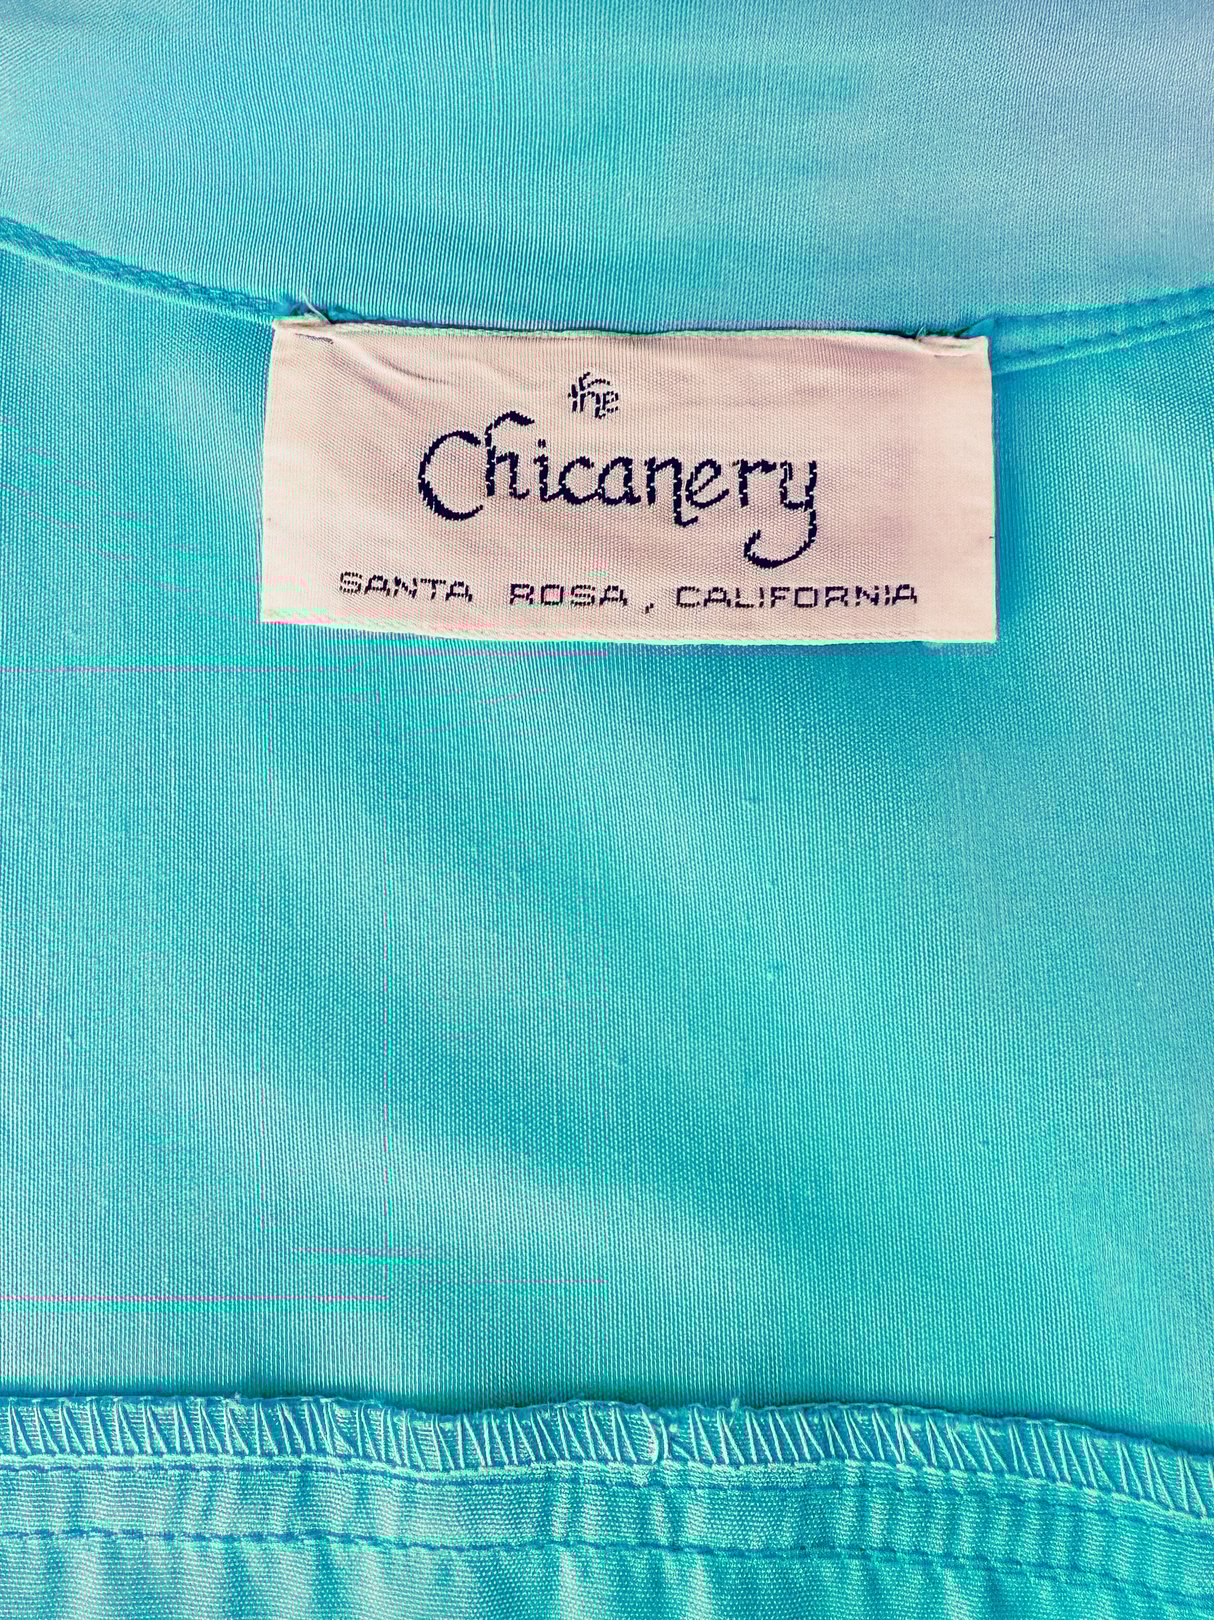 the
Chicanery
SANTA ROSA, CALIFORNIA